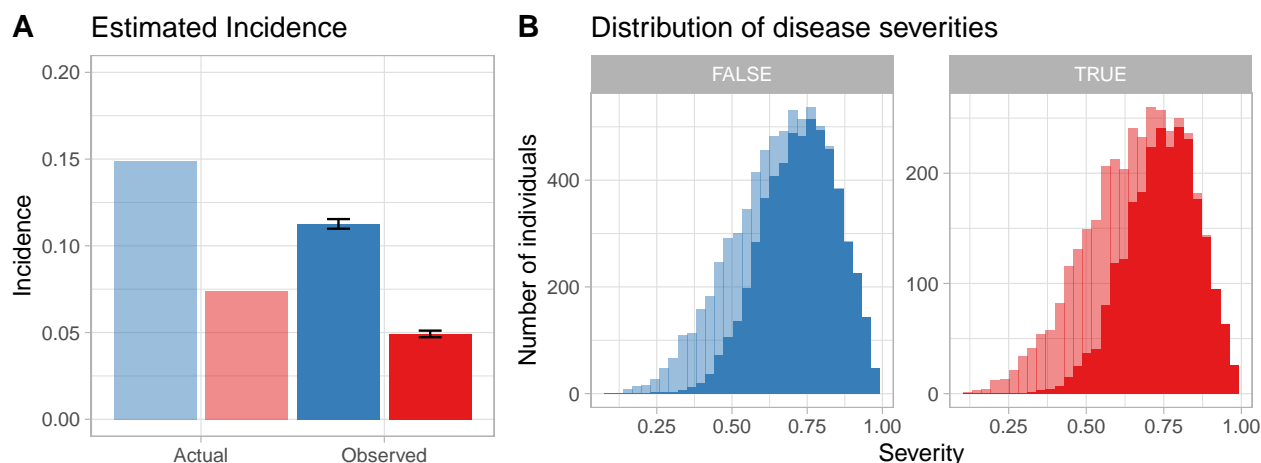 A Estimated Incidence
Incidence
0.20
0.15
0.10
0.05
0.00
Actual Observed
B Distribution of disease severities
FALSE TRUE
Number of individuals
400
200
0
200
100
0
0.25 0.50 0.75 1.00 0.25 0.50 0.75 1.00
Severity